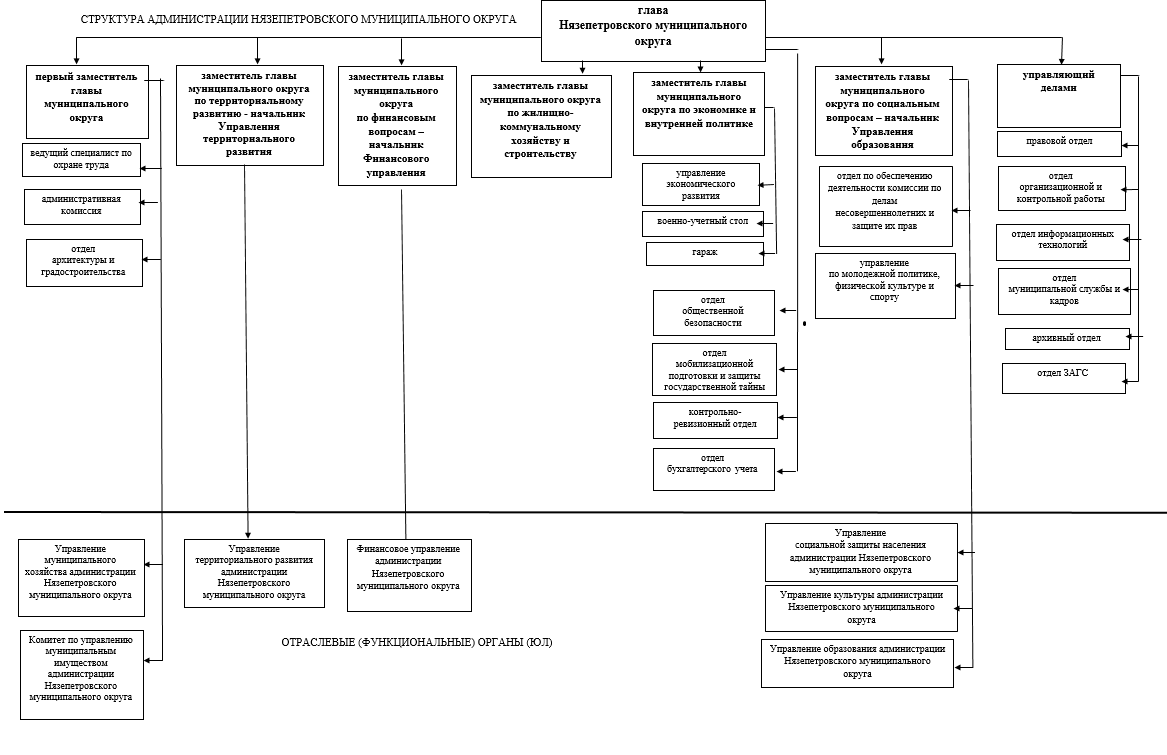 СТРУКТУРА АДМИНИСТРАЦИИ НЯЗЕПЕТРОВСКОГО МУНИЦИПАЛЬНОГО ОКРУГА
глава
Нязепетровского муниципального
округа
первый заместитель
главы
муниципального
округа
ведущий специалист по
охране труда
административная
комиссия
отдел
архитектуры и
градостроительства
заместитель главы
муниципального округа
по территориальному
развитию - начальник
Управления
территориального
развития
заместитель главы
муниципального
округа
по финансовым
вопросам –
начальник
Финансового
управления
заместитель главы
муниципального округа
по жилищно-
коммунальному
хозяйству и
строительству
заместитель главы
муниципального
округа по экономике и
внутренней политике
управление
экономического
развития
военно-учетный стол
гараж
отдел
общественной
безопасности
отдел
мобилизационной
подготовки и защиты
государственной тайны
контрольно-
ревизионный отдел
отдел
бухгалтерского учета
заместитель главы
муниципального
округа по социальным
вопросам – начальник
Управления
образования
отдел по обеспечению
деятельности комиссии по
делам
несовершеннолетних и
защите их прав
управление
по молодежной политике,
физической культуре и
спорту
управляющий
делами
правовой отдел
отдел
организационной и
контрольной работы
отдел информационных
технологий
отдел
муниципальной службы и
кадров
архивный отдел
отдел ЗАГС
Управление
муниципального
хозяйства администрации
Нязепетровского
муниципального округа
Комитет по управлению
муниципальным
имуществом
администрации
Нязепетровского
муниципального округа
Управление
территориального развития
администрации
Нязепетровского
муниципального округа
Финансовое управление
администрации
Нязепетровского
муниципального округа
ОТРАСЛЕВЫЕ (ФУНКЦИОНАЛЬНЫЕ) ОРГАНЫ (ЮЛ)
Управление
социальной защиты населения
администрации Нязепетровского
муниципального округа
Управление культуры администрации
Нязепетровского муниципального
округа
Управление образования администрации
Нязепетровского муниципального
округа